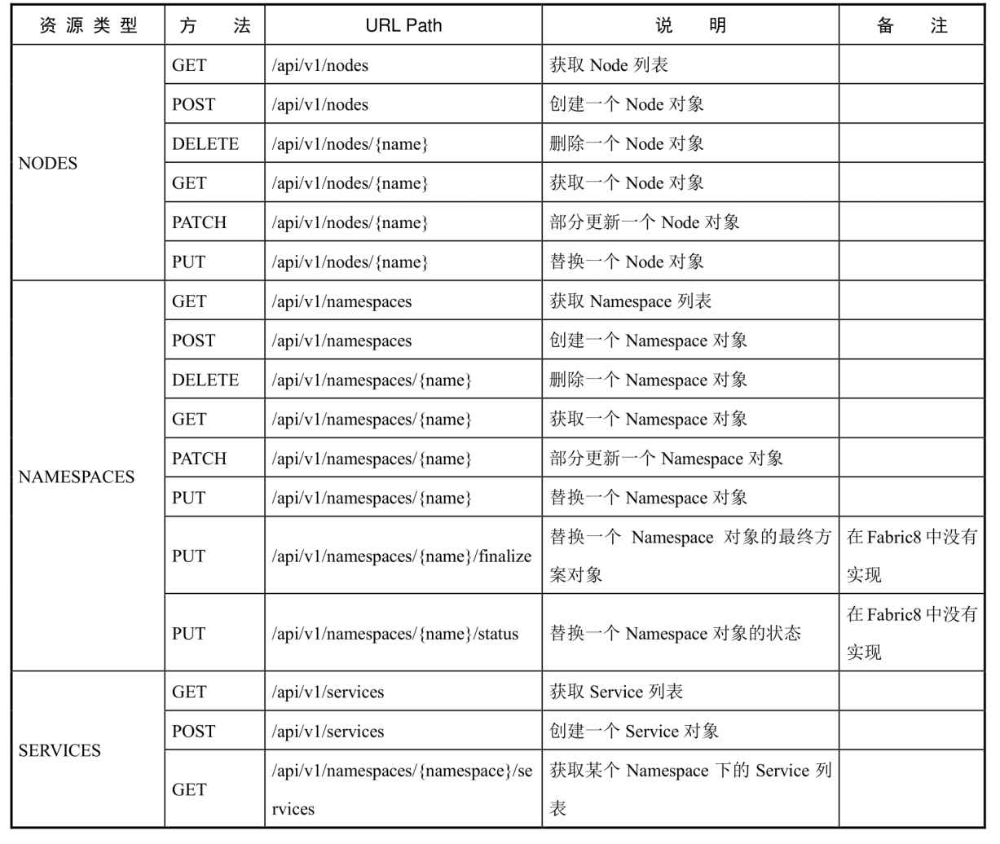 资源类型 方法 URL Path 说明 备注
NODES
GET /api/v1/nodes 获取 Node 列表
POST /api/v1/nodes 创建一个 Node 对象
DELETE /api/v1/nodes/{name} 删除一个 Node 对象
GET /api/v1/nodes/{name} 获取一个 Node 对象
PATCH /api/v1/nodes/{name} 部分更新一个 Node 对象
PUT /api/v1/nodes/{name} 替换一个 Node 对象
NAMESPACES
GET /api/v1/namespaces 获取 Namespace 列表
POST /api/v1/namespaces 创建一个 Namespace 对象
DELETE /api/v1/namespaces/{name} 删除一个 Namespace 对象
GET /api/v1/namespaces/{name} 获取一个 Namespace 对象
PATCH /api/v1/namespaces/{name} 部分更新一个 Namespace 对象
PUT /api/v1/namespaces/{name} 替换一个 Namespace 对象
PUT /api/v1/namespaces/{name}/finalize
替换一个 Namespace 对象的最终方
案对象
在 Fabric8 中没有
实现
PUT /api/v1/namespaces/{name}/status 替换一个 Namespace 对象的状态
在 Fabric8 中没有
实现
SERVICES
GET /api/v1/services 获取 Service 列表
POST /api/v1/services 创建一个 Service 对象
GET
/api/v1/namespaces/{namespace}/se
rvices
获取某个 Namespace 下的 Service 列
表